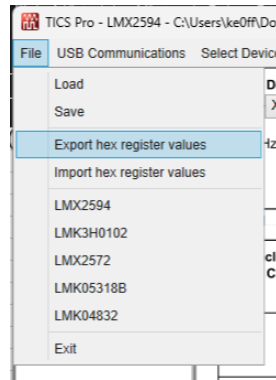 TICS Pro - LMX2594 - C:\Users\ke0ff\Do
File USB Communications Select Device
Load
Save
Export hex register values
Import hex register values
LMX2594
LMK3H0102
LMX2572
LMK05318B
LMK04832
Exit